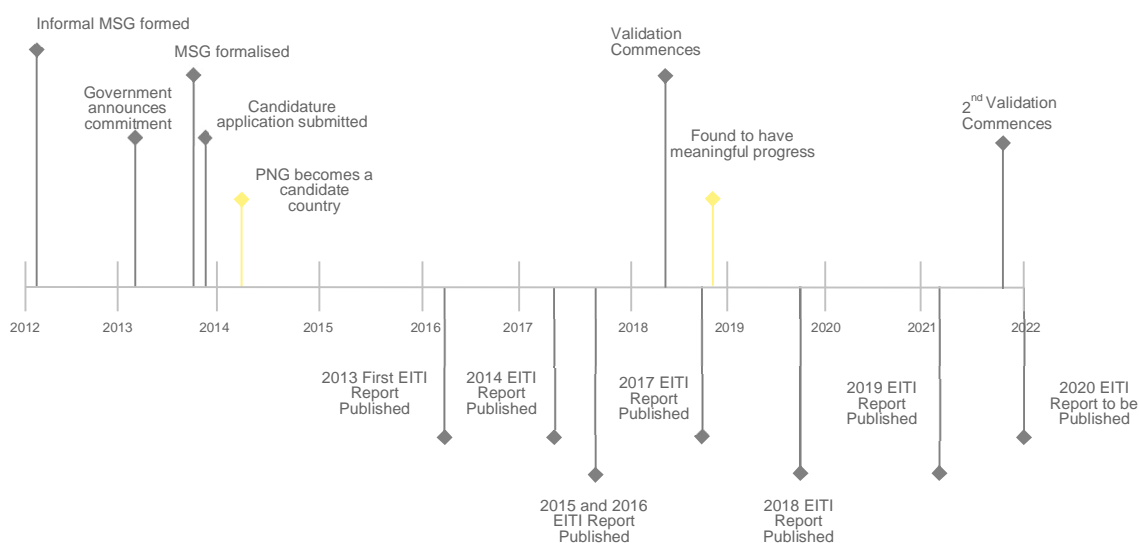 Informal MSG formed
MSG formalised
Government
announces
commitment
Candidature
application submitted
PNG becomes a
candidate
country
Validation
Commences
Found to have
meaningful progress
2nd Validation
Commences
2012
2013
2014
2015
2016
2017
2018
2019
2020
2021
2022
2013 First EITI
Report
Published
2014 EITI
Report
Published
2015 and 2016
EITI Report
Published
2017 EITI
Report
Published
2018 EITI
Report
Published
2019 EITI
Report
Published
2020 EITI
Report to be
Published